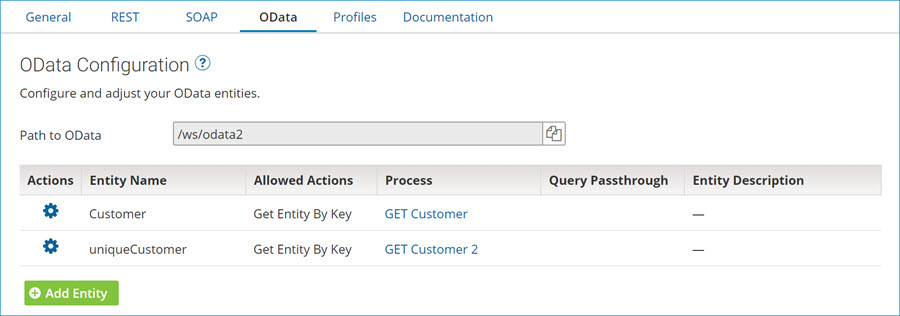 General REST SOAP OData Profiles Documentation
OData Configuration ?
Configure and adjust your OData entities.
Path to OData /ws/odata2
Actions Entity Name Allowed Actions Process Query Passthrough Entity Description
Customer Get Entity By Key GET Customer —
uniqueCustomer Get Entity By Key GET Customer 2 —
Add Entity